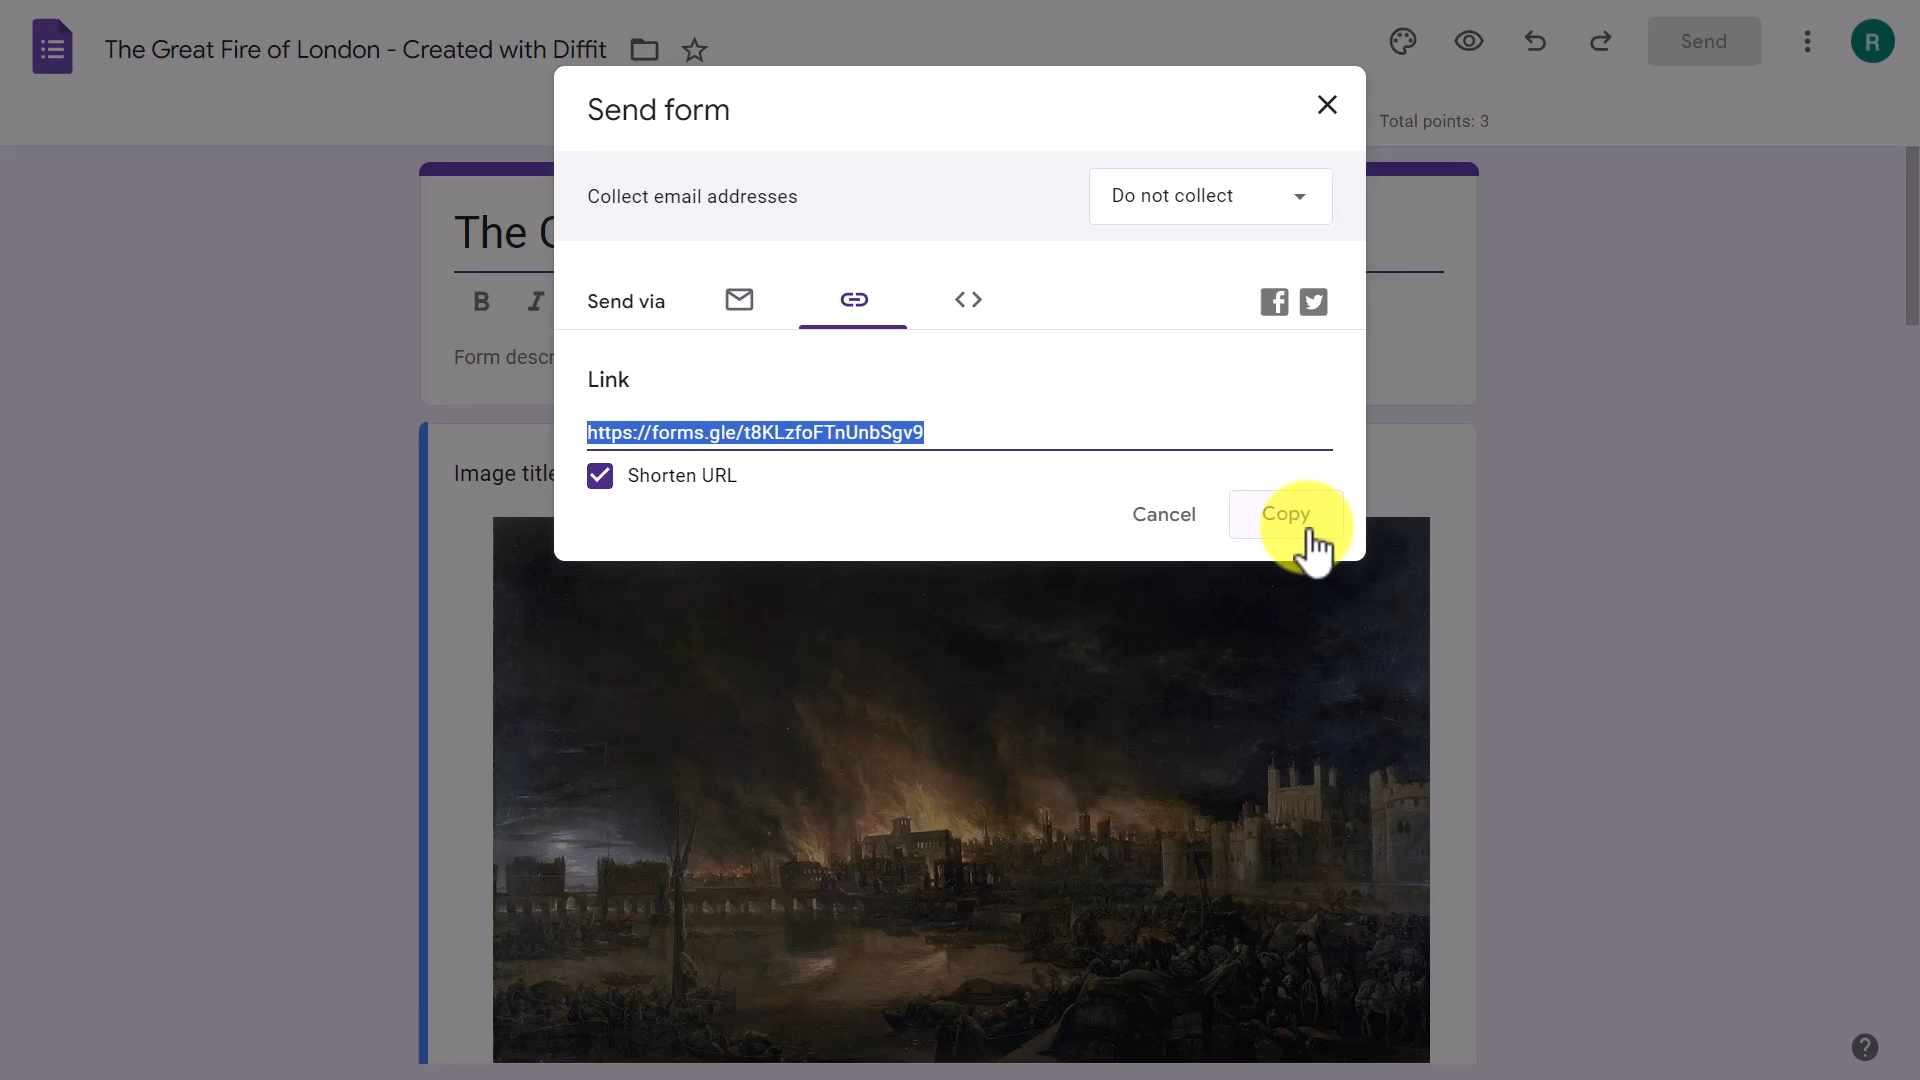 The Great Fire of London - Created with Diffit
Send
R
Send form
Total points: 3
Collect email addresses
Do not collect
The
B I
Send via
Form descr
Link
https://forms.gle/t8KLzfoFTnUnbSgv9
Image title
Shorten URL
Cancel
Copy